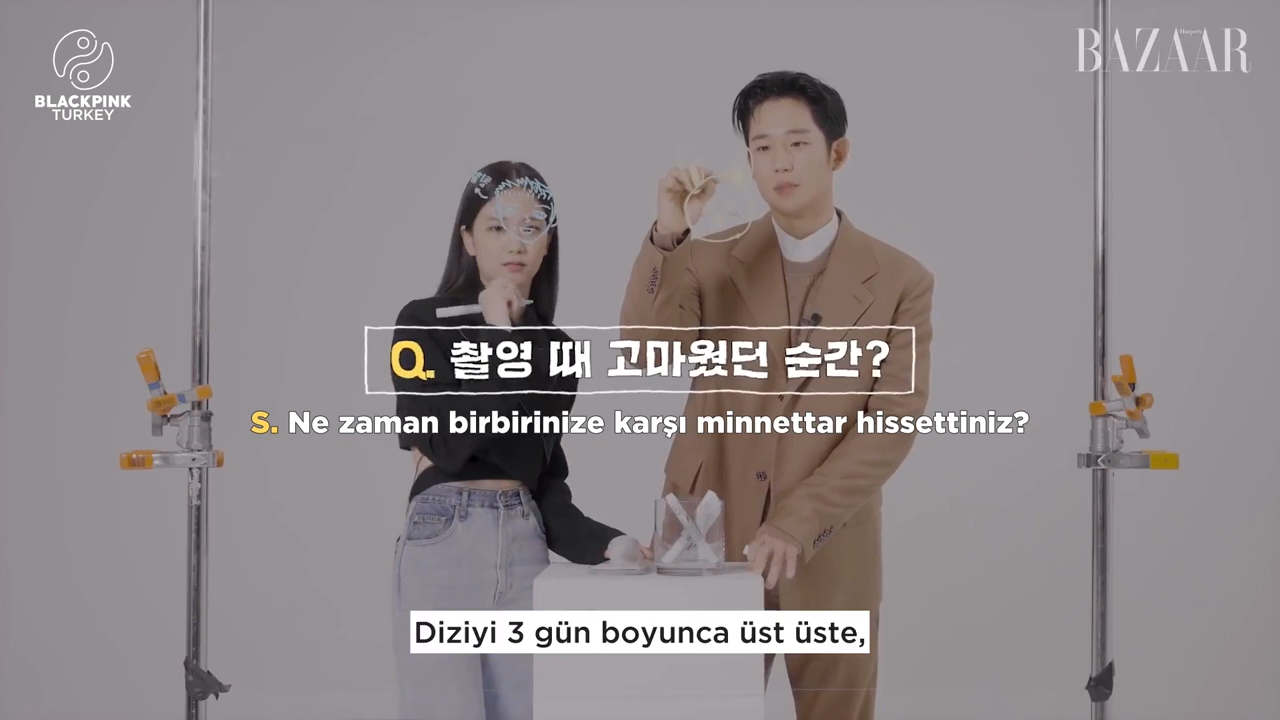 BLACKPINK
TURKEY
Harper's
BAZAAR
Q. 촬영 때 고마웠던 순간?
S. Ne zaman birbirinize karşı minnettar hissettiniz?
Diziyi 3 gün boyunca üst üste,